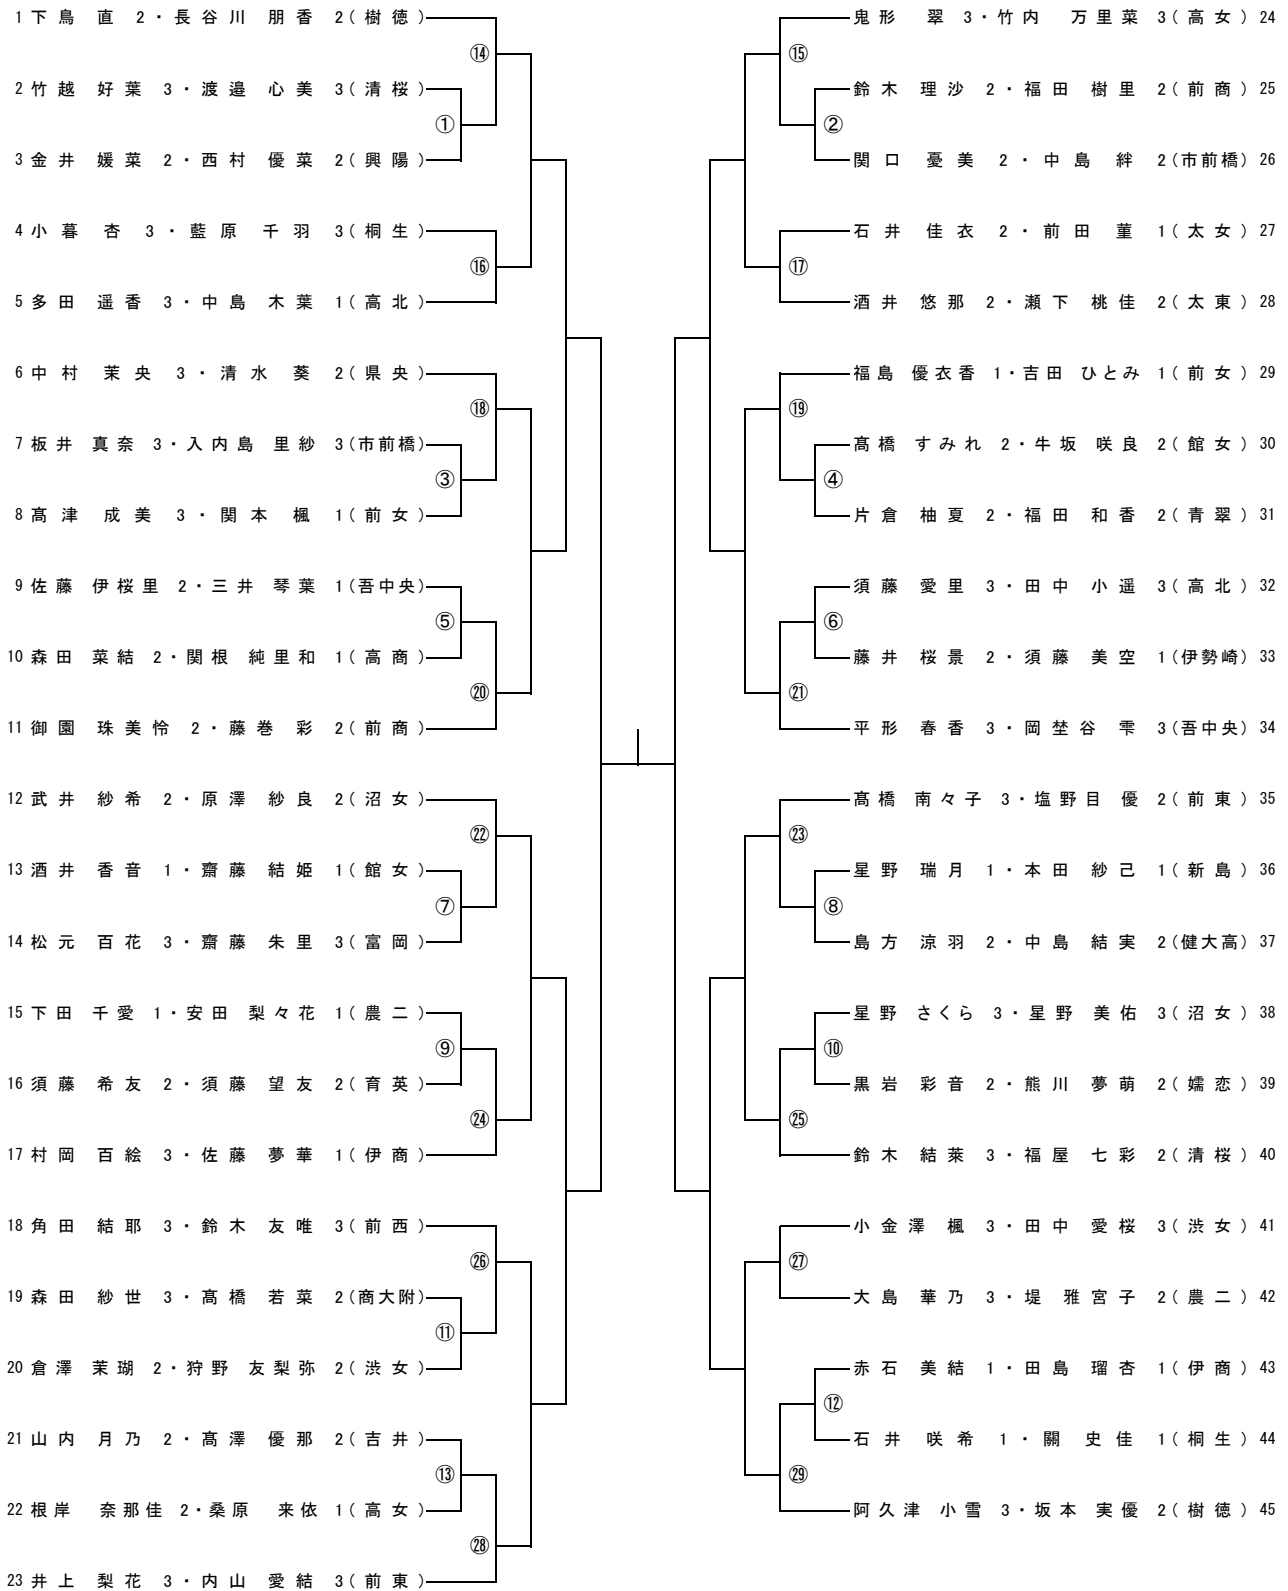 1 下鳥 直 2・長谷川 朋香 2(樹徳)
⑭
2 竹越 好葉 3・渡邉 心美 3(清桜)
①
3 金井 媛菜 2・西村 優菜 2(興陽)
4 小暮 杏 3・藍原 千羽 3(桐生)
⑯
5 多田 遥香 3・中島 木葉 1(高北)
6 中村 茉央 3・清水 葵 2(県央)
⑱
7 板井 真奈 3・入内島 里紗 3(市前橋)
③
8 髙津 成美 3・関本 楓 1(前女)
9 佐藤 伊桜里 2・三井 琴葉 1(吾中央)
⑤
10 森田 菜結 2・関根 純里和 1(高商)
⑳
11 御園 珠美怜 2・藤巻 彩 2(前商)
12 武井 紗希 2・原澤 紗良 2(沼女)
㉒
13 酒井 香音 1・齋藤 結姫 1(館女)
⑦
14 松元 百花 3・齋藤 朱里 3(富岡)
15 下田 千愛 1・安田 梨々花 1(農二)
⑨
16 須藤 希友 2・須藤 望友 2(育英)
㉔
17 村岡 百絵 3・佐藤 夢華 1(伊商)
18 角田 結耶 3・鈴木 友唯 3(前西)
㉖
19 森田 紗世 3・髙橋 若菜 2(商大附)
⑪
20 倉澤 茉瑚 2・狩野 友梨弥 2(渋女)
21 山内 月乃 2・髙澤 優那 2(吉井)
⑬
22 根岸 奈那佳 2・桑原 来依 1(高女)
㉘
23 井上 梨花 3・内山 愛結 3(前東)
鬼形 翠 3・竹内 万里菜 3(高女) 24
⑮
鈴木 理沙 2・福田 樹里 2(前商) 25
②
関口 憂美 2・中島 絆 2(市前橋) 26
石井 佳衣 2・前田 菫 1(太女) 27
⑰
酒井 悠那 2・瀬下 桃佳 2(太東) 28
福島 優衣香 1・吉田 ひとみ 1(前女) 29
⑲
髙橋 すみれ 2・牛坂 咲良 2(館女) 30
④
片倉 柚夏 2・福田 和香 2(青翠) 31
須藤 愛里 3・田中 小遥 3(高北) 32
⑥
藤井 桜景 2・須藤 美空 1(伊勢崎) 33
㉑
平形 春香 3・岡埜谷 雫 3(吾中央) 34
髙橋 南々子 3・塩野目 優 2(前東) 35
㉓
星野 瑞月 1・本田 紗己 1(新島) 36
⑧
島方 涼羽 2・中島 結実 2(健大高) 37
星野 さくら 3・星野 美佑 3(沼女) 38
⑩
黒岩 彩音 2・熊川 夢萌 2(嬬恋) 39
㉕
鈴木 結菜 3・福屋 七彩 2(清桜) 40
小金澤 楓 3・田中 愛桜 3(渋女) 41
㉗
大島 華乃 3・堤 雅宮子 2(農二) 42
赤石 美結 1・田島 瑠杏 1(伊商) 43
⑫
石井 咲希 1・關 史佳 1(桐生) 44
㉙
阿久津 小雪 3・坂本 実優 2(樹徳) 45